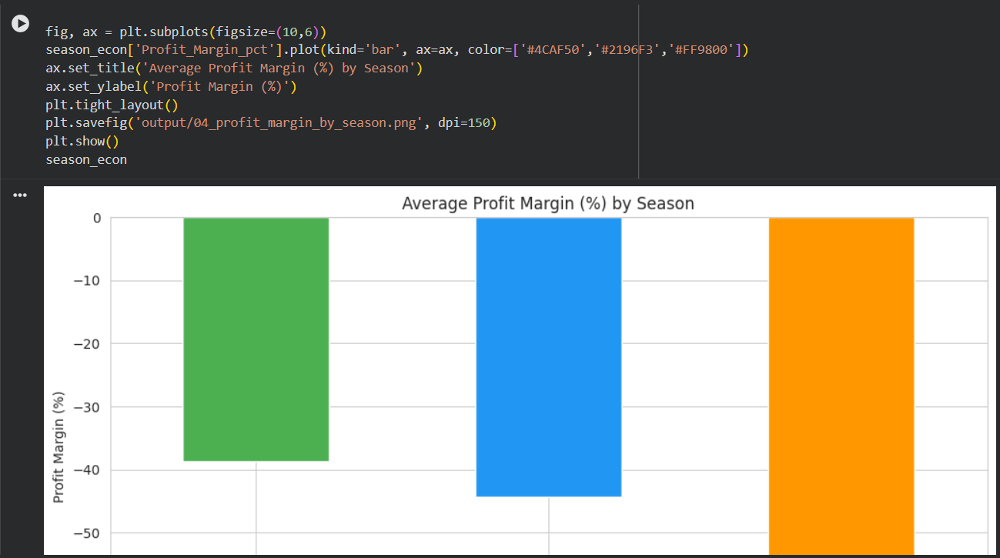 fig, ax = plt.subplots(figsize=(10,6))
season_econ['Profit_Margin_pct'].plot(kind='bar', ax=ax, color=['#4CAF50','#2196F3','#FF9800'])
ax.set_title('Average Profit Margin (%) by Season')
ax.set_ylabel('Profit Margin (%)')
plt.tight_layout()
plt.savefig('output/04_profit_margin_by_season.png', dpi=150)
plt.show()
season_econ
Average Profit Margin (%) by Season
0
−10
−20
−30
−40
−50
Profit Margin (%)